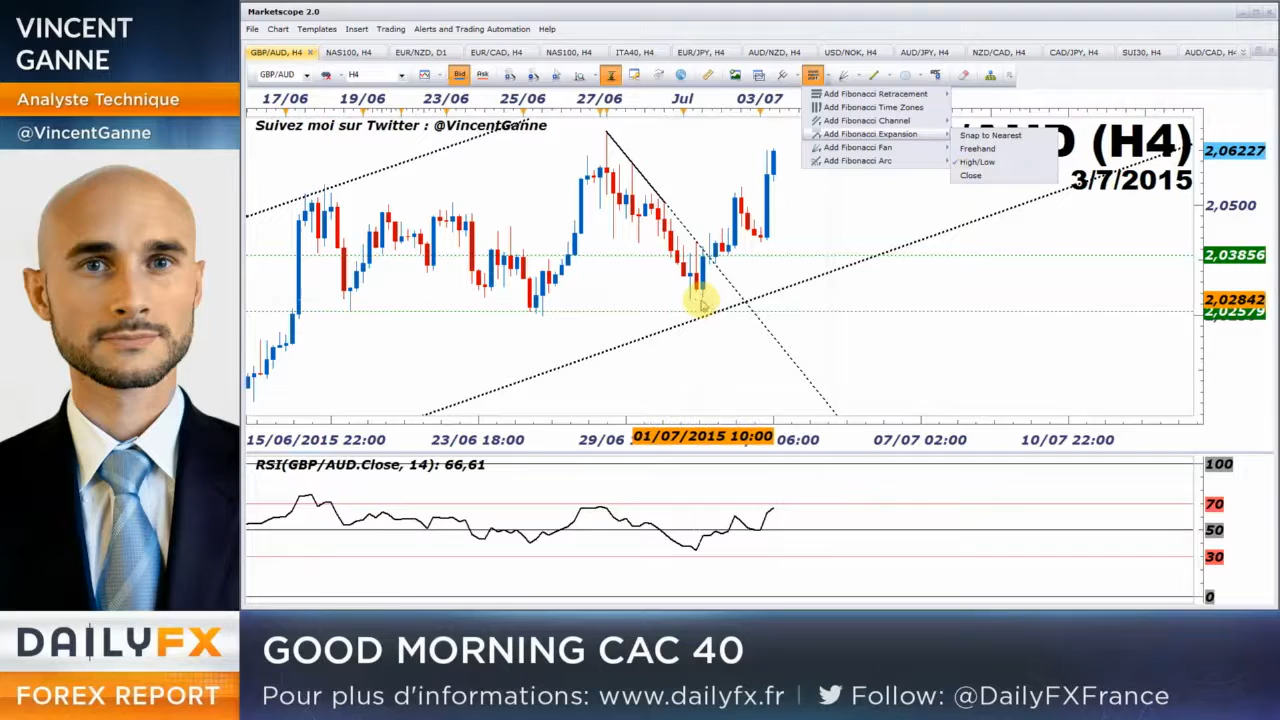 VINCENT
GANNE
Analyste Technique
@VincentGanne
Marketscope 2.0
File Chart Templates Insert Trading Alerts and Trading Automation Help
GBP/AUD, H4 NAS100, H4 EUR/NZD, D1 EUR/CAD, H4 NAS100, H4 ITA40, H4 EUR/JPY, H4 AUD/NZD, H4 USD/NOK, H4 AUD/JPY, H4 NZD/CAD, H4 CAD/JPY, H4 SUI30, H4 AUD/CAD, H4
GBP/AUD H4 Bid Ask
17/06 19/06 23/06 25/06 27/06 Jul 03/07
Add Fibonacci Retracement
Add Fibonacci Time Zones
Add Fibonacci Channel
Add Fibonacci Expansion
Add Fibonacci Fan
Add Fibonacci Arc
Snap to Nearest
Freehand
High/Low
Close
Suivez moi sur Twitter : @VincentGanne
/AUD (H4)
3/7/2015
2,06227
2,0500
2,03856
2,02842
2,02579
15/06/2015 22:00 23/06 18:00 29/06 01/07/2015 10:00 06:00 07/07 02:00 10/07 22:00
RSI(GBP/AUD.Close, 14): 66,61
100
70
50
30
0
DAILYFX
FOREX REPORT
GOOD MORNING CAC 40
Pour plus d'informations: www.dailyfx.fr | Follow: @DailyFXFrance